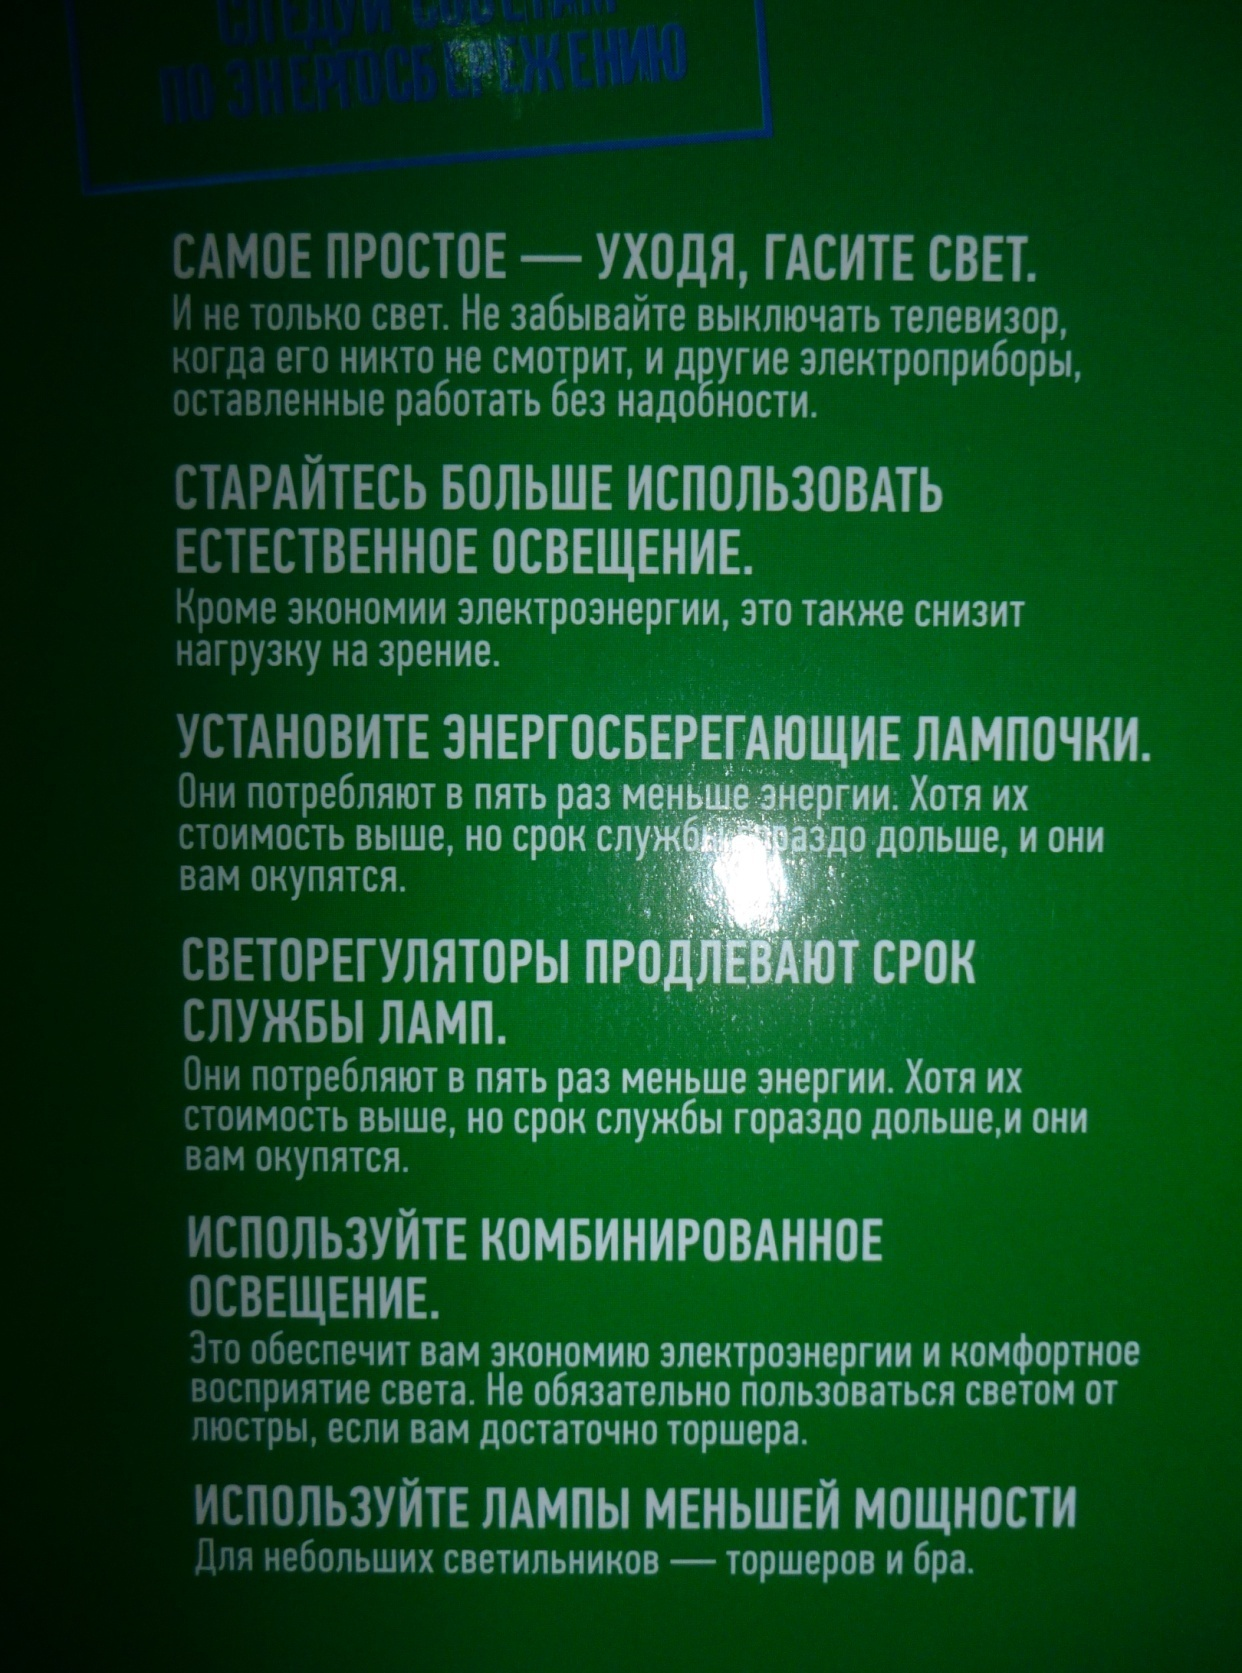 СЛЕДУЙ СОВЕТАМ
ПО ЭНЕРГОСБЕРЕЖЕНИЮ
САМОЕ ПРОСТОЕ — УХОДЯ, ГАСИТЕ СВЕТ.
И не только свет. Не забывайте выключать телевизор,
когда его никто не смотрит, и другие электроприборы,
оставленные работать без надобности.
СТАРАЙТЕСЬ БОЛЬШЕ ИСПОЛЬЗОВАТЬ
ЕСТЕСТВЕННОЕ ОСВЕЩЕНИЕ.
Кроме экономии электроэнергии, это также снизит
нагрузку на зрение.
УСТАНОВИТЕ ЭНЕРГОСБЕРЕГАЮЩИЕ ЛАМПОЧКИ.
Они потребляют в пять раз меньше энергии. Хотя их
стоимость выше, но срок службы гораздо дольше, и они
вам окупятся.
СВЕТОРЕГУЛЯТОРЫ ПРОДЛЕВАЮТ СРОК
СЛУЖБЫ ЛАМП.
Они потребляют в пять раз меньше энергии. Хотя их
стоимость выше, но срок службы гораздо дольше,и они
вам окупятся.
ИСПОЛЬЗУЙТЕ КОМБИНИРОВАННОЕ
ОСВЕЩЕНИЕ.
Это обеспечит вам экономию электроэнергии и комфортное
восприятие света. Не обязательно пользоваться светом от
люстры, если вам достаточно торшера.
ИСПОЛЬЗУЙТЕ ЛАМПЫ МЕНЬШЕЙ МОЩНОСТИ
Для небольших светильников — торшеров и бра.